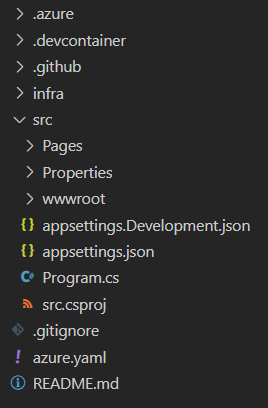 .azure
.devcontainer
.github
infra
src
Pages
Properties
wwwroot
appsettings.Development.json
appsettings.json
Program.cs
src.csproj
.gitignore
azure.yaml
README.md